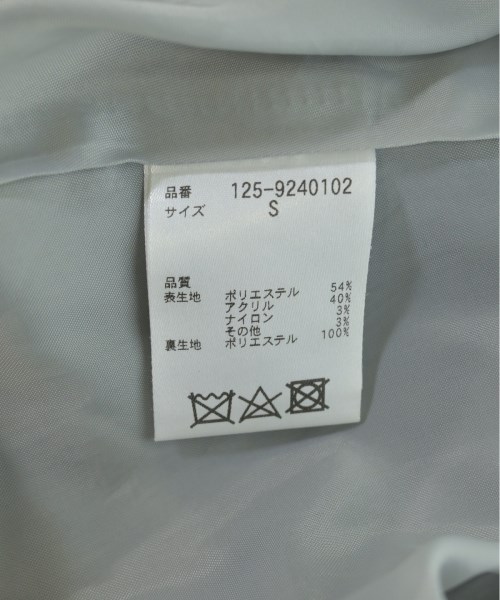 品番 125-9240102
サイズ S
品質
表生地 ポリエステル 54%
アクリル 40%
ナイロン 3%
その他 3%
裏生地 ポリエステル 100%